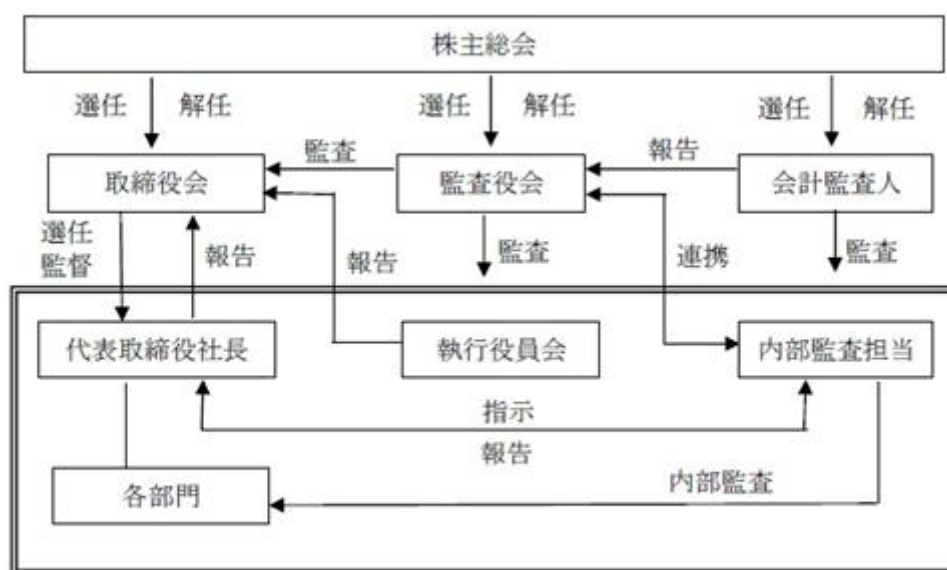 株主総会
選任 解任 選任 解任 選任 解任
監査 報告
取締役会 監査役会 会計監査人
選任
監督
報告 報告 監査 連携 監査
代表取締役社長 執行役員会 内部監査担当
指示
報告
各部門 内部監査